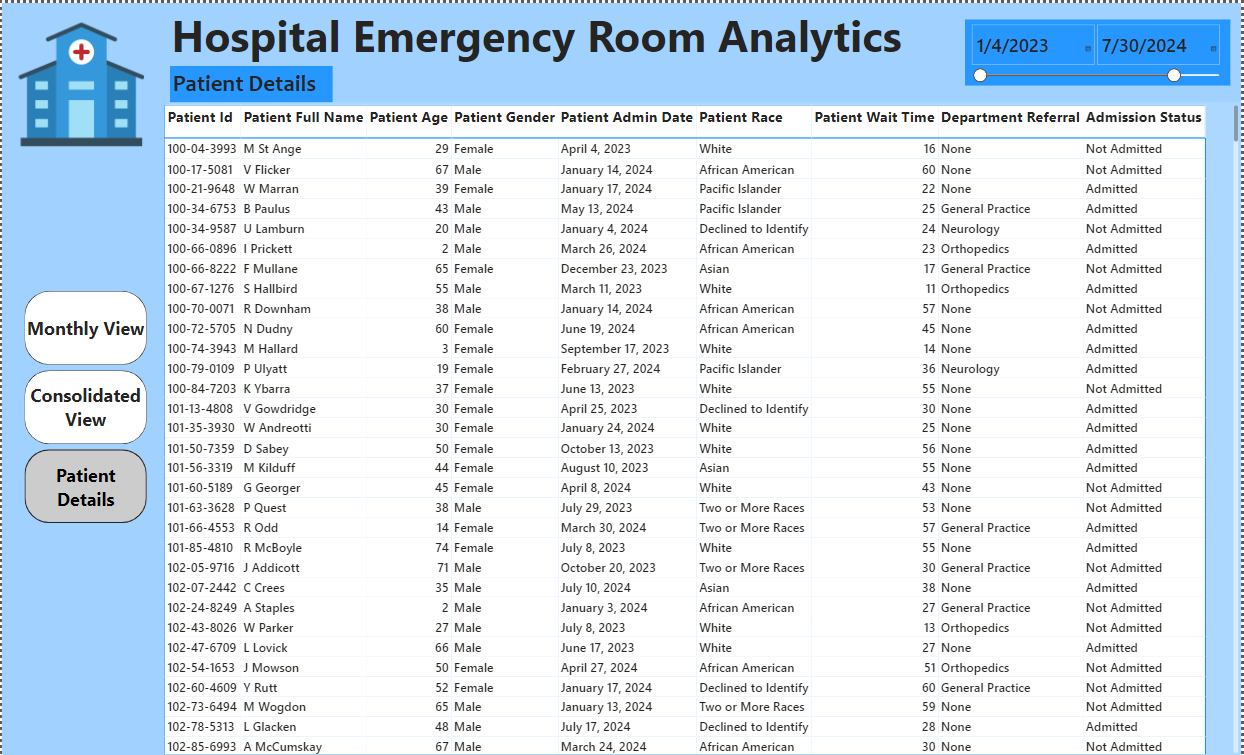 Hospital Emergency Room Analytics
1/4/2023 7/30/2024
Patient Details
Patient Id Patient Full Name Patient Age Patient Gender Patient Admin Date Patient Race Patient Wait Time Department Referral Admission Status
100-04-3993 M St Ange 29 Female April 4, 2023 White 16 None Not Admitted
100-17-5081 V Flicker 67 Male January 14, 2024 African American 60 None Not Admitted
100-21-9648 W Marran 39 Female January 17, 2024 Pacific Islander 22 None Admitted
100-34-6753 B Paulus 43 Male May 13, 2024 Pacific Islander 25 General Practice Admitted
100-34-9587 U Lamburn 20 Male January 4, 2024 Declined to Identify 24 Neurology Not Admitted
100-66-0896 I Prickett 2 Male March 26, 2024 African American 23 Orthopedics Admitted
100-66-8222 F Mullane 65 Female December 23, 2023 Asian 17 General Practice Not Admitted
100-67-1276 S Hallbird 55 Male March 11, 2023 White 11 Orthopedics Admitted
100-70-0071 R Downham 38 Male January 14, 2024 African American 57 None Not Admitted
100-72-5705 N Dudny 60 Female June 19, 2024 African American 45 None Admitted
100-74-3943 M Hallard 3 Female September 17, 2023 White 14 None Admitted
100-79-0109 P Ulyatt 19 Female February 27, 2024 Pacific Islander 36 Neurology Admitted
100-84-7203 K Ybarra 37 Female June 13, 2023 White 55 None Not Admitted
101-13-4808 V Gowdridge 30 Female April 25, 2023 Declined to Identify 30 None Admitted
101-35-3930 W Andreotti 30 Female January 24, 2024 White 25 None Admitted
101-50-7359 D Sabey 50 Female October 13, 2023 White 56 None Admitted
101-56-3319 M Kilduff 44 Female August 10, 2023 Asian 55 None Admitted
101-60-5189 G Georger 45 Female April 8, 2024 White 43 None Not Admitted
101-63-3628 P Quest 38 Male July 29, 2023 Two or More Races 53 None Not Admitted
101-66-4553 R Odd 14 Female March 30, 2024 Two or More Races 57 General Practice Admitted
101-85-4810 R McBoyle 74 Female July 8, 2023 White 55 None Admitted
102-05-9716 J Addicott 71 Male October 20, 2023 Two or More Races 30 General Practice Not Admitted
102-07-2442 C Crees 35 Male July 10, 2024 Asian 38 None Admitted
102-24-8249 A Staples 2 Male January 3, 2024 African American 27 General Practice Not Admitted
102-43-8026 W Parker 27 Male July 8, 2023 White 13 Orthopedics Not Admitted
102-47-6709 L Lovick 66 Male June 17, 2023 White 27 None Admitted
102-54-1653 J Mowson 50 Female April 27, 2024 African American 51 Orthopedics Not Admitted
102-60-4609 Y Rutt 52 Female January 17, 2024 Declined to Identify 60 General Practice Not Admitted
102-73-6494 M Wogdon 65 Male January 13, 2024 Two or More Races 59 None Not Admitted
102-78-5313 L Glacken 48 Male July 17, 2024 Declined to Identify 28 None Admitted
102-85-6993 A McCumskay 67 Male March 24, 2024 African American 30 None Not Admitted
Monthly View
Consolidated
View
Patient
Details